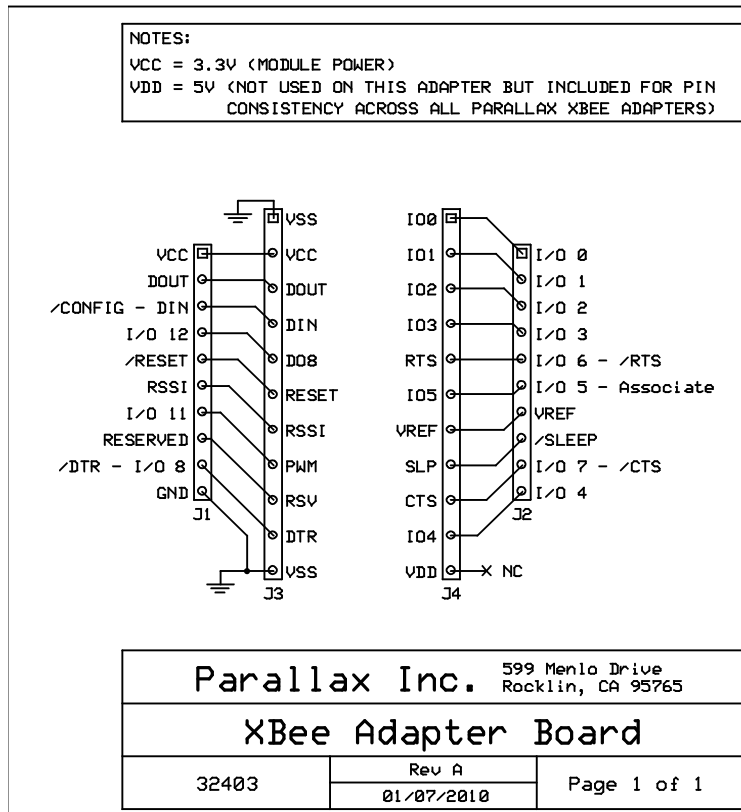 NOTES:
VCC = 3.3V (MODULE POWER)
VDD = 5V (NOT USED ON THIS ADAPTER BUT INCLUDED FOR PIN
CONSISTENCY ACROSS ALL PARALLAX XBEE ADAPTERS)
VCC
DOUT
/CONFIG - DIN
I/O 12
/RESET
RSSI
I/O 11
RESERVED
/DTR - I/O 8
GND
J1
VSS
VCC
DOUT
DIN
DO8
RESET
RSSI
PWM
RSV
DTR
VSS
J3
IO0
IO1
IO2
IO3
RTS
IO5
VREF
SLP
CTS
IO4
VDD
J4
X NC
I/O 0
I/O 1
I/O 2
I/O 3
I/O 6 - /RTS
I/O 5 - Associate
VREF
/SLEEP
I/O 7 - /CTS
I/O 4
J2
Parallax Inc.
599 Menlo Drive
Rocklin, CA 95765
XBee Adapter Board
32403
Rev A
01/07/2010
Page 1 of 1